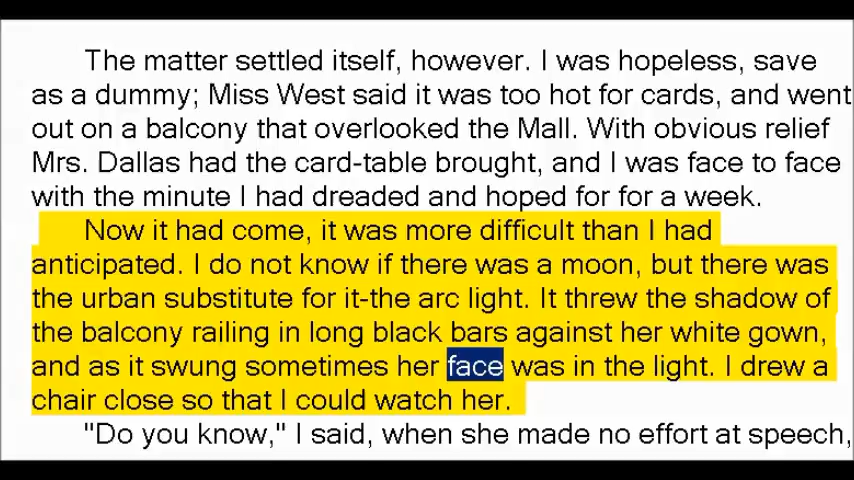 The matter settled itself, however. I was hopeless, save
as a dummy; Miss West said it was too hot for cards, and went
out on a balcony that overlooked the Mall. With obvious relief
Mrs. Dallas had the card-table brought, and I was face to face
with the minute I had dreaded and hoped for for a week.
Now it had come, it was more difficult than I had
anticipated. I do not know if there was a moon, but there was
the urban substitute for it-the arc light. It threw the shadow of
the balcony railing in long black bars against her white gown,
and as it swung sometimes her face was in the light. I drew a
chair close so that I could watch her.
"Do you know," I said, when she made no effort at speech,